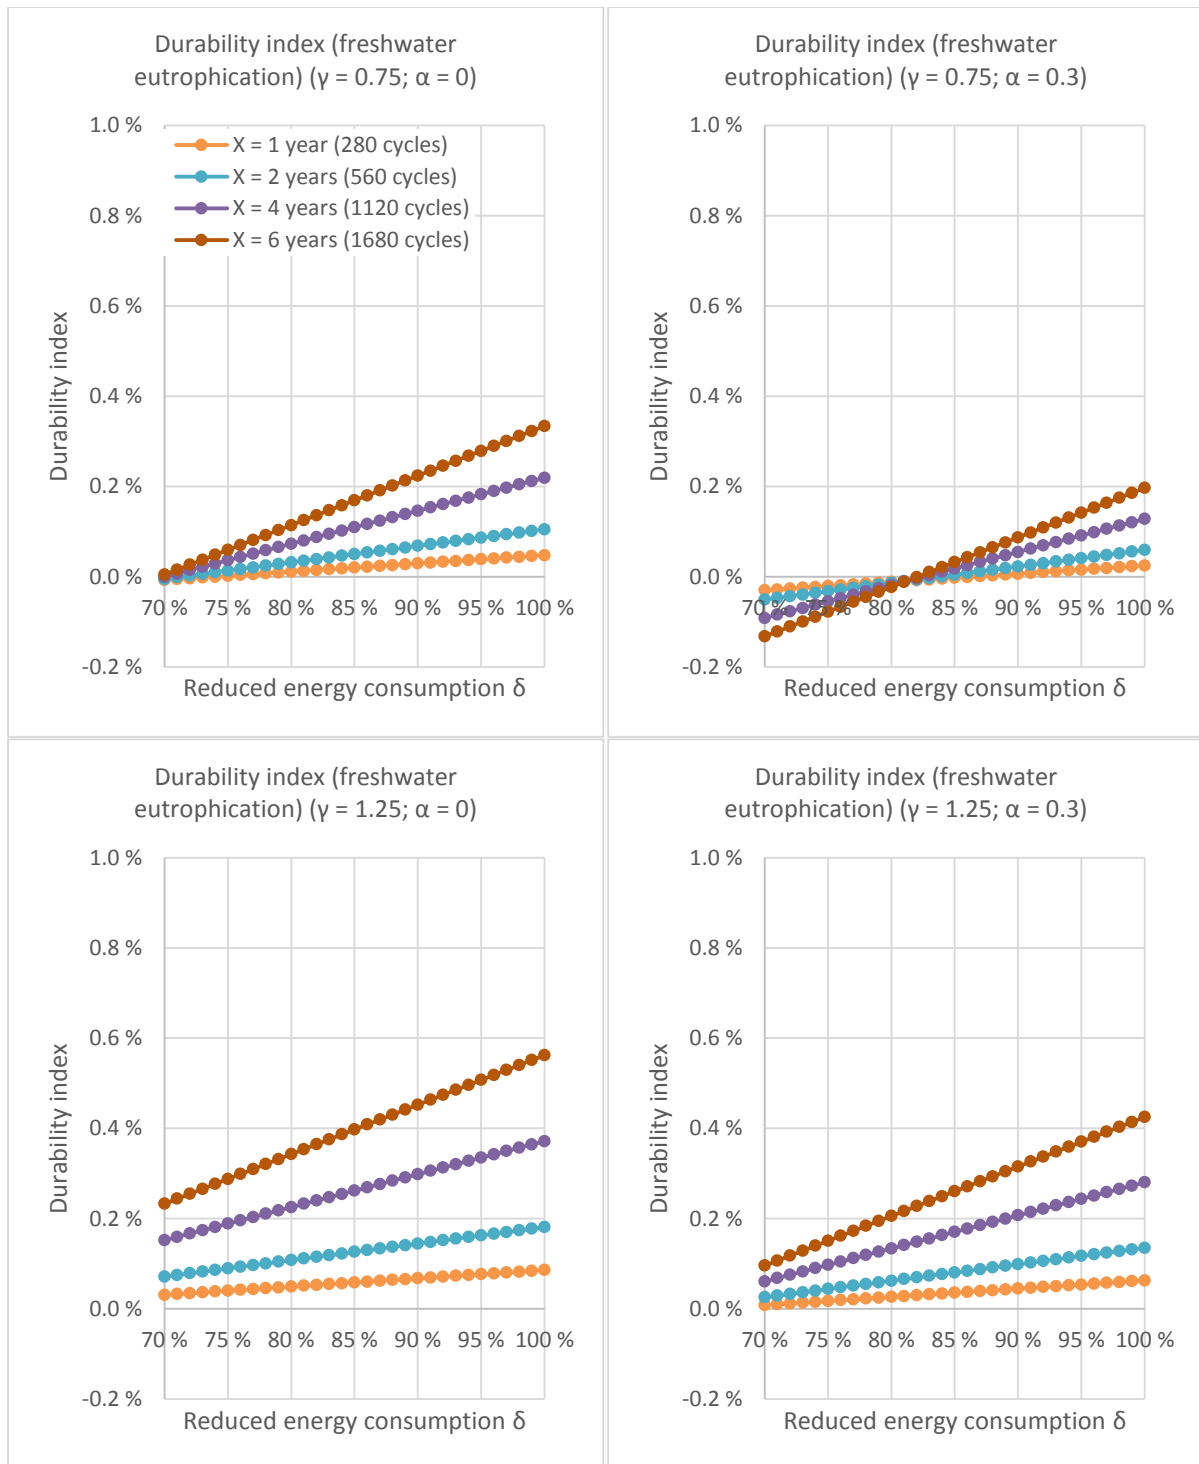 Durability index (freshwater
eutrophication) (γ = 0.75; α = 0)
1.0 %
0.8 %
0.6 %
0.4 %
0.2 %
0.0 %
-0.2 %
X = 1 year (280 cycles)
X = 2 years (560 cycles)
X = 4 years (1120 cycles)
X = 6 years (1680 cycles)
Durability index
70 % 75 % 80 % 85 % 90 % 95 % 100 %
Reduced energy consumption δ
Durability index (freshwater
eutrophication) (γ = 0.75; α = 0.3)
1.0 %
0.8 %
0.6 %
0.4 %
0.2 %
0.0 %
-0.2 %
Durability index
70 % 75 % 80 % 85 % 90 % 95 % 100 %
Reduced energy consumption δ
Durability index (freshwater
eutrophication) (γ = 1.25; α = 0)
1.0 %
0.8 %
0.6 %
0.4 %
0.2 %
0.0 %
-0.2 %
Durability index
70 % 75 % 80 % 85 % 90 % 95 % 100 %
Reduced energy consumption δ
Durability index (freshwater
eutrophication) (γ = 1.25; α = 0.3)
1.0 %
0.8 %
0.6 %
0.4 %
0.2 %
0.0 %
-0.2 %
Durability index
70 % 75 % 80 % 85 % 90 % 95 % 100 %
Reduced energy consumption δ